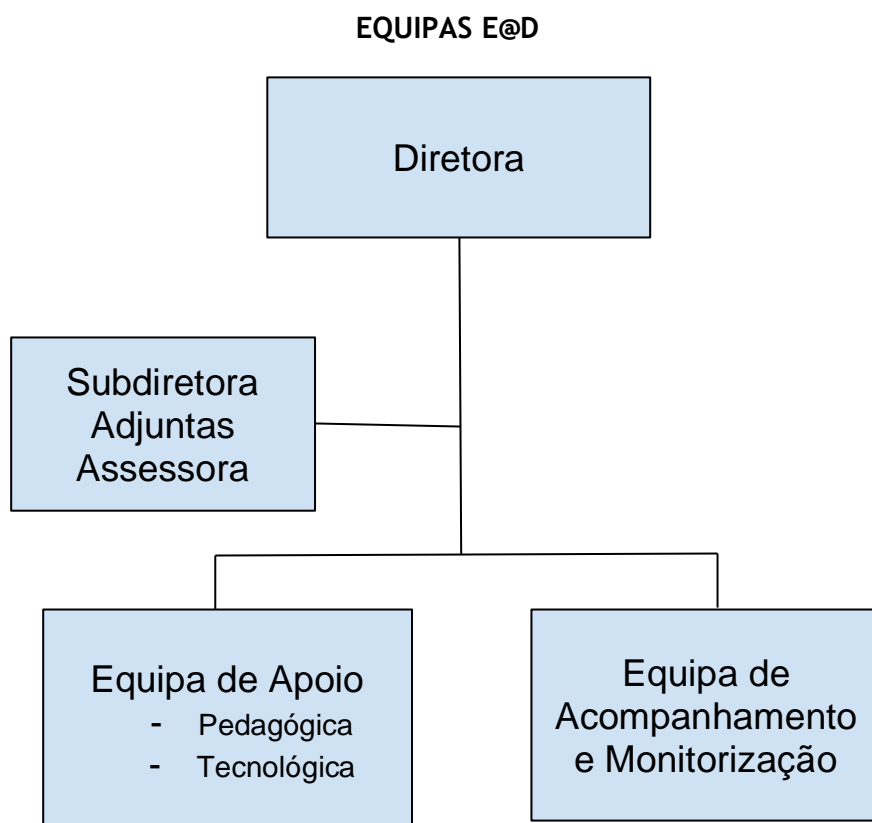 EQUIPAS E@D
Diretora
Subdiretora
Adjuntas
Assessora
Equipa de Apoio
- Pedagógica
- Tecnológica
Equipa de
Acompanhamento
e Monitorização